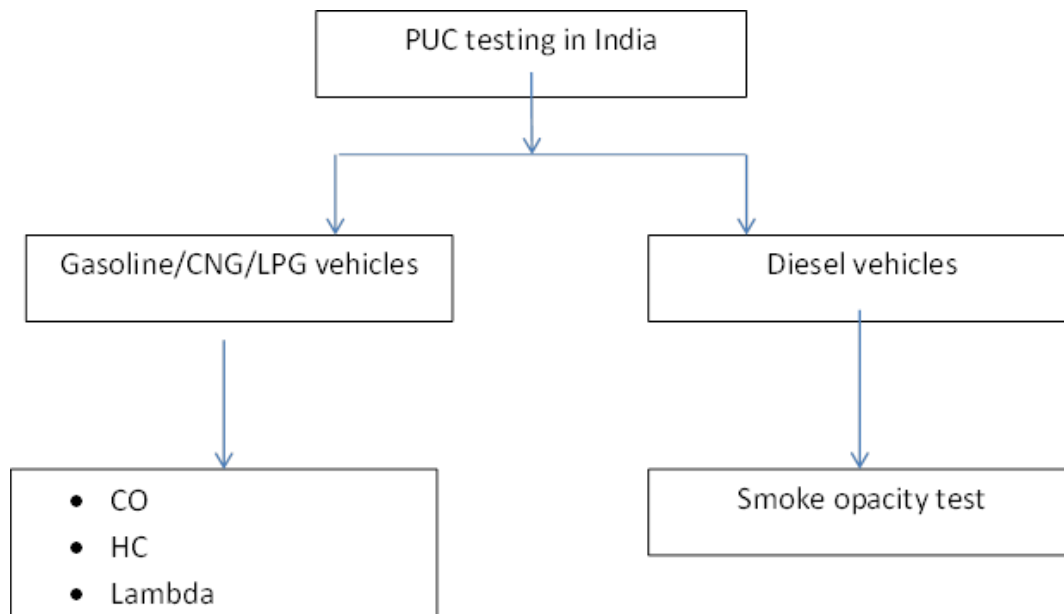 PUC testing in India
Gasoline/CNG/LPG vehicles
Diesel vehicles
• CO
• HC
• Lambda
Smoke opacity test